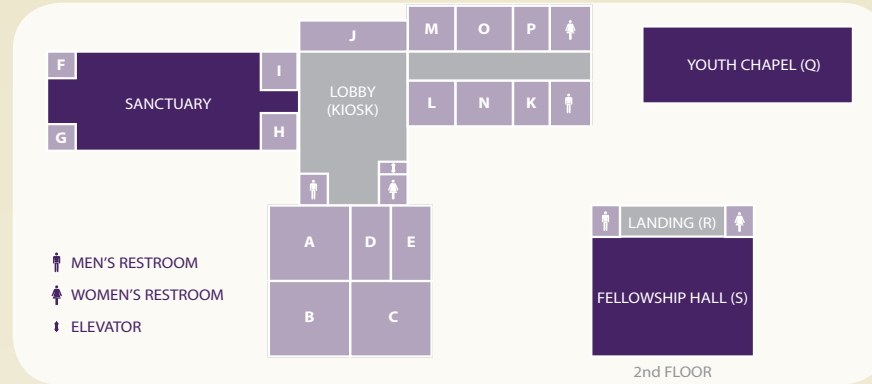 J
M
O
P
F
I
SANCTUARY
LOBBY
(KIOSK)
YOUTH CHAPEL (Q)
G
H
L
N
K
A
D
E
B
C
LANDING (R)
FELLOWSHIP HALL (S)
2nd FLOOR
MEN'S RESTROOM
WOMEN'S RESTROOM
ELEVATOR